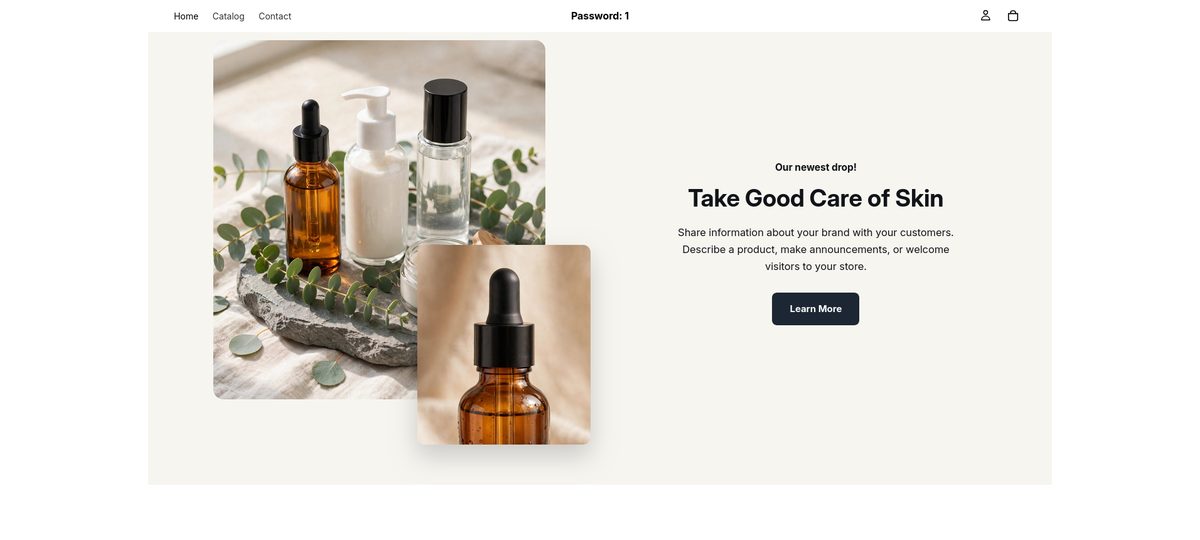 Home Catalog Contact
Password: 1
Our newest drop!
Take Good Care of Skin
Share information about your brand with your customers.
Describe a product, make announcements, or welcome
visitors to your store.
Learn More